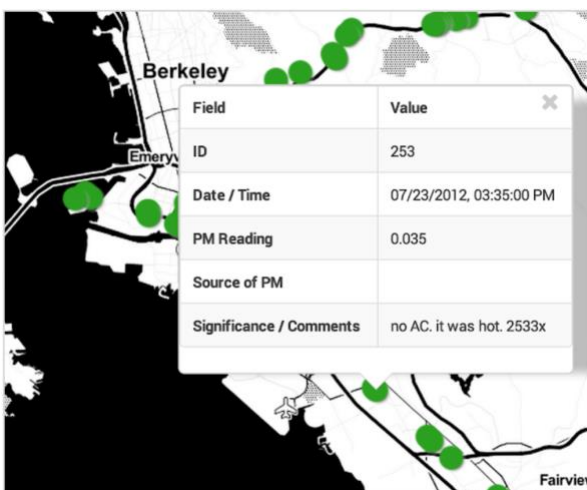 Berkeley
Field Value
Emeryv
ID 253
Date / Time 07/23/2012, 03:35:00 PM
PM Reading 0.035
Source of PM
Significance / Comments no AC. it was hot. 2533x
Fairvie